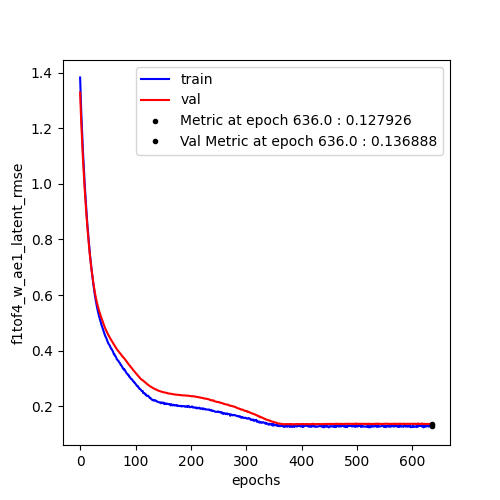 train
val
Metric at epoch 636.0 : 0.127926
Val Metric at epoch 636.0 : 0.136888
f1tof4_w_ae1_latent_rmse
1.4
1.2
1.0
0.8
0.6
0.4
0.2
0
100
200
300
400
500
600
epochs